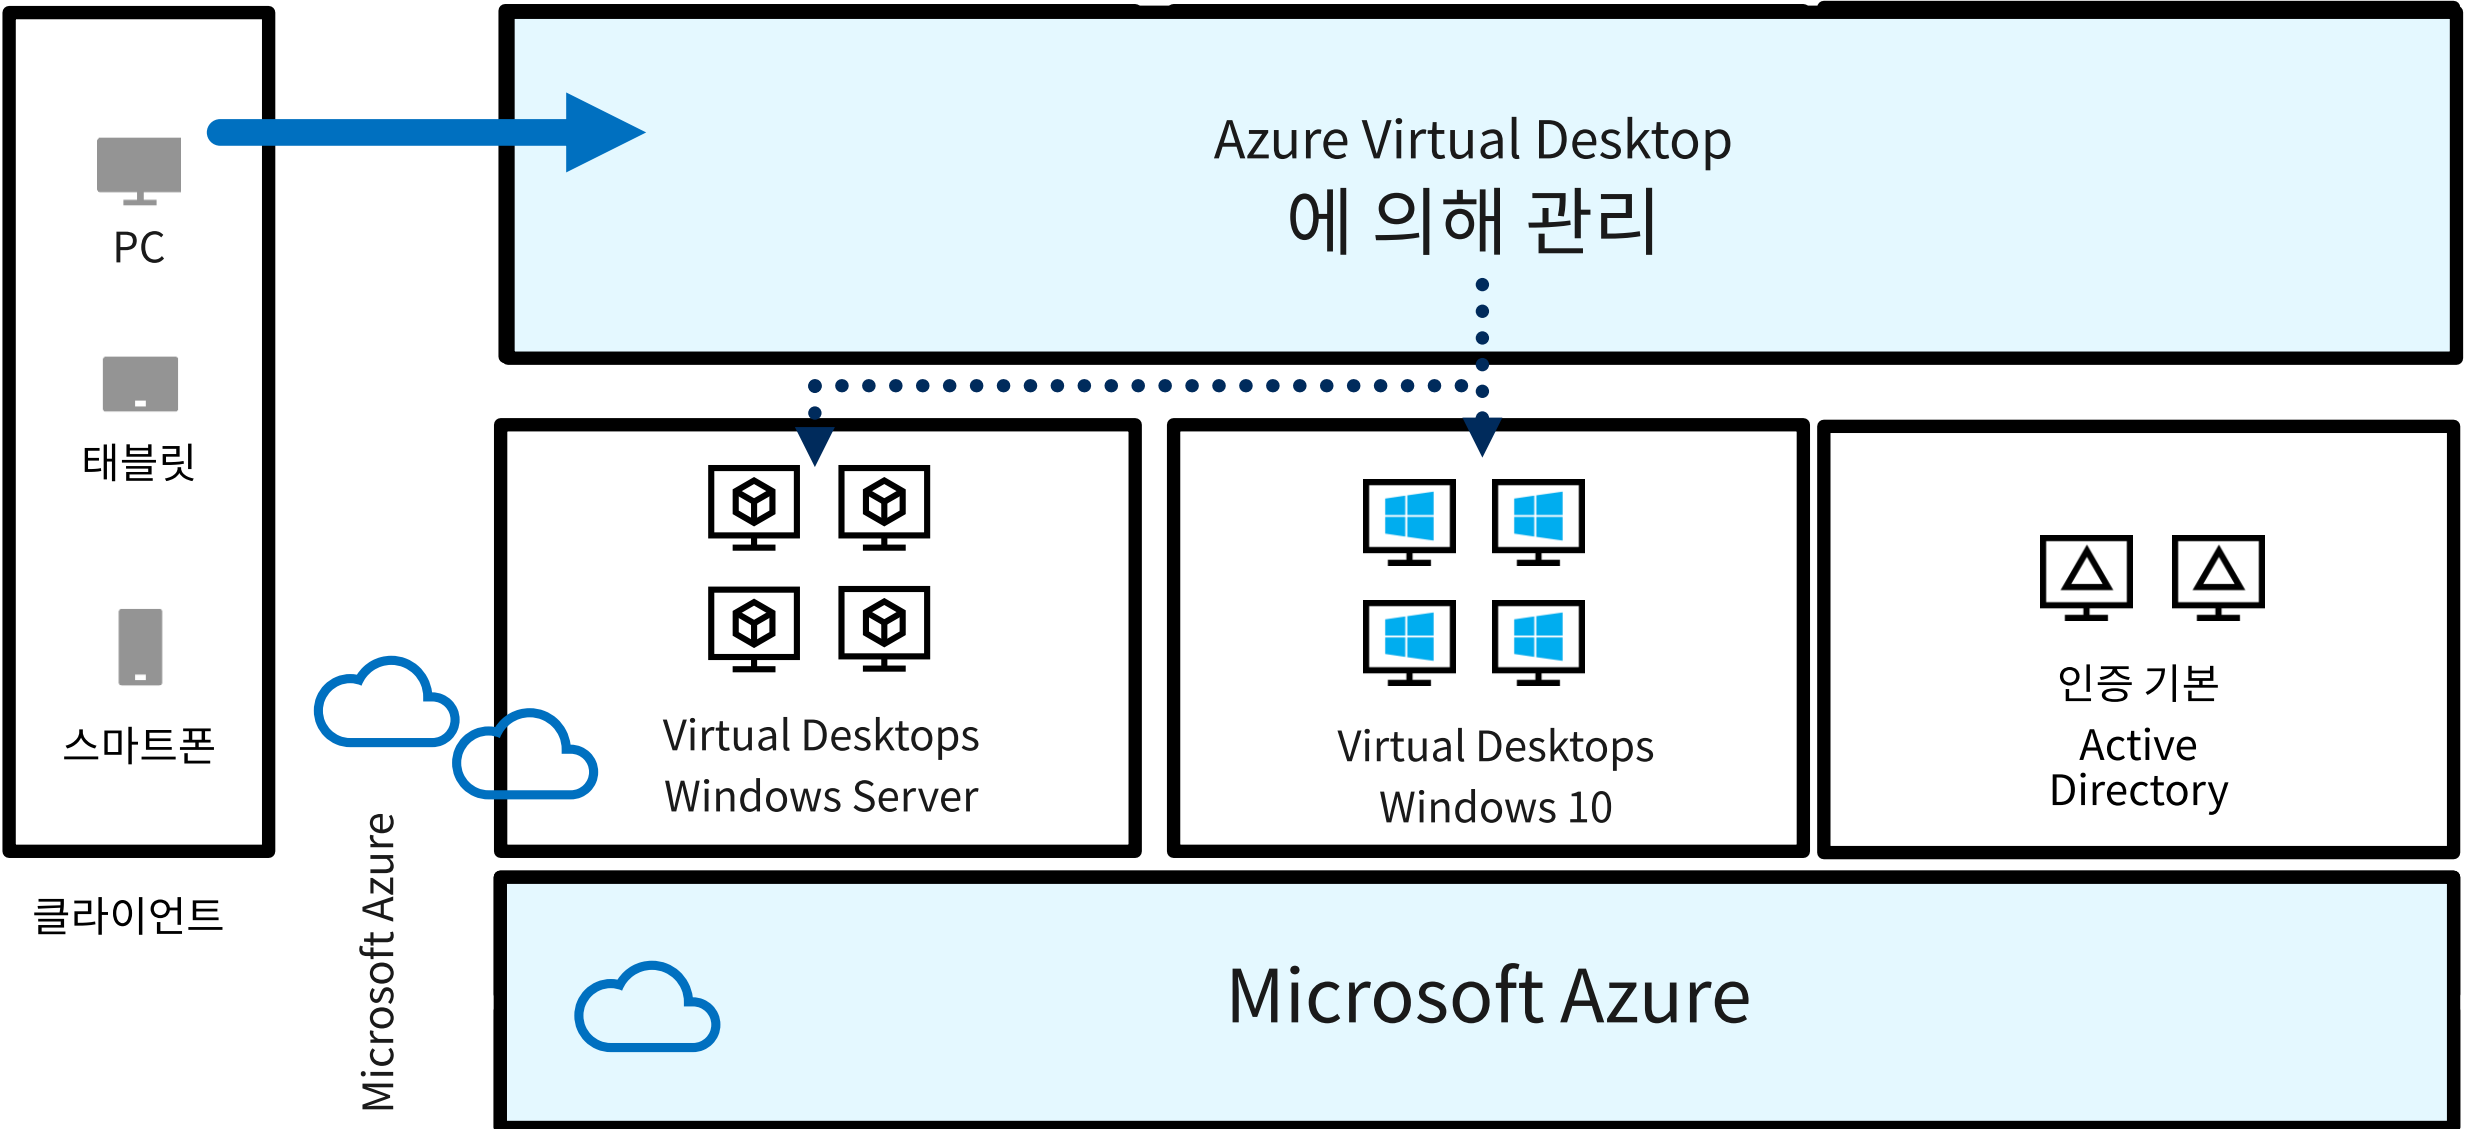 PC
태블릿
스마트폰
클라이언트
Microsoft Azure
Azure Virtual Desktop
에 의해 관리
Virtual Desktops
Windows Server
Virtual Desktops
Windows 10
인증 기본
Active
Directory
Microsoft Azure